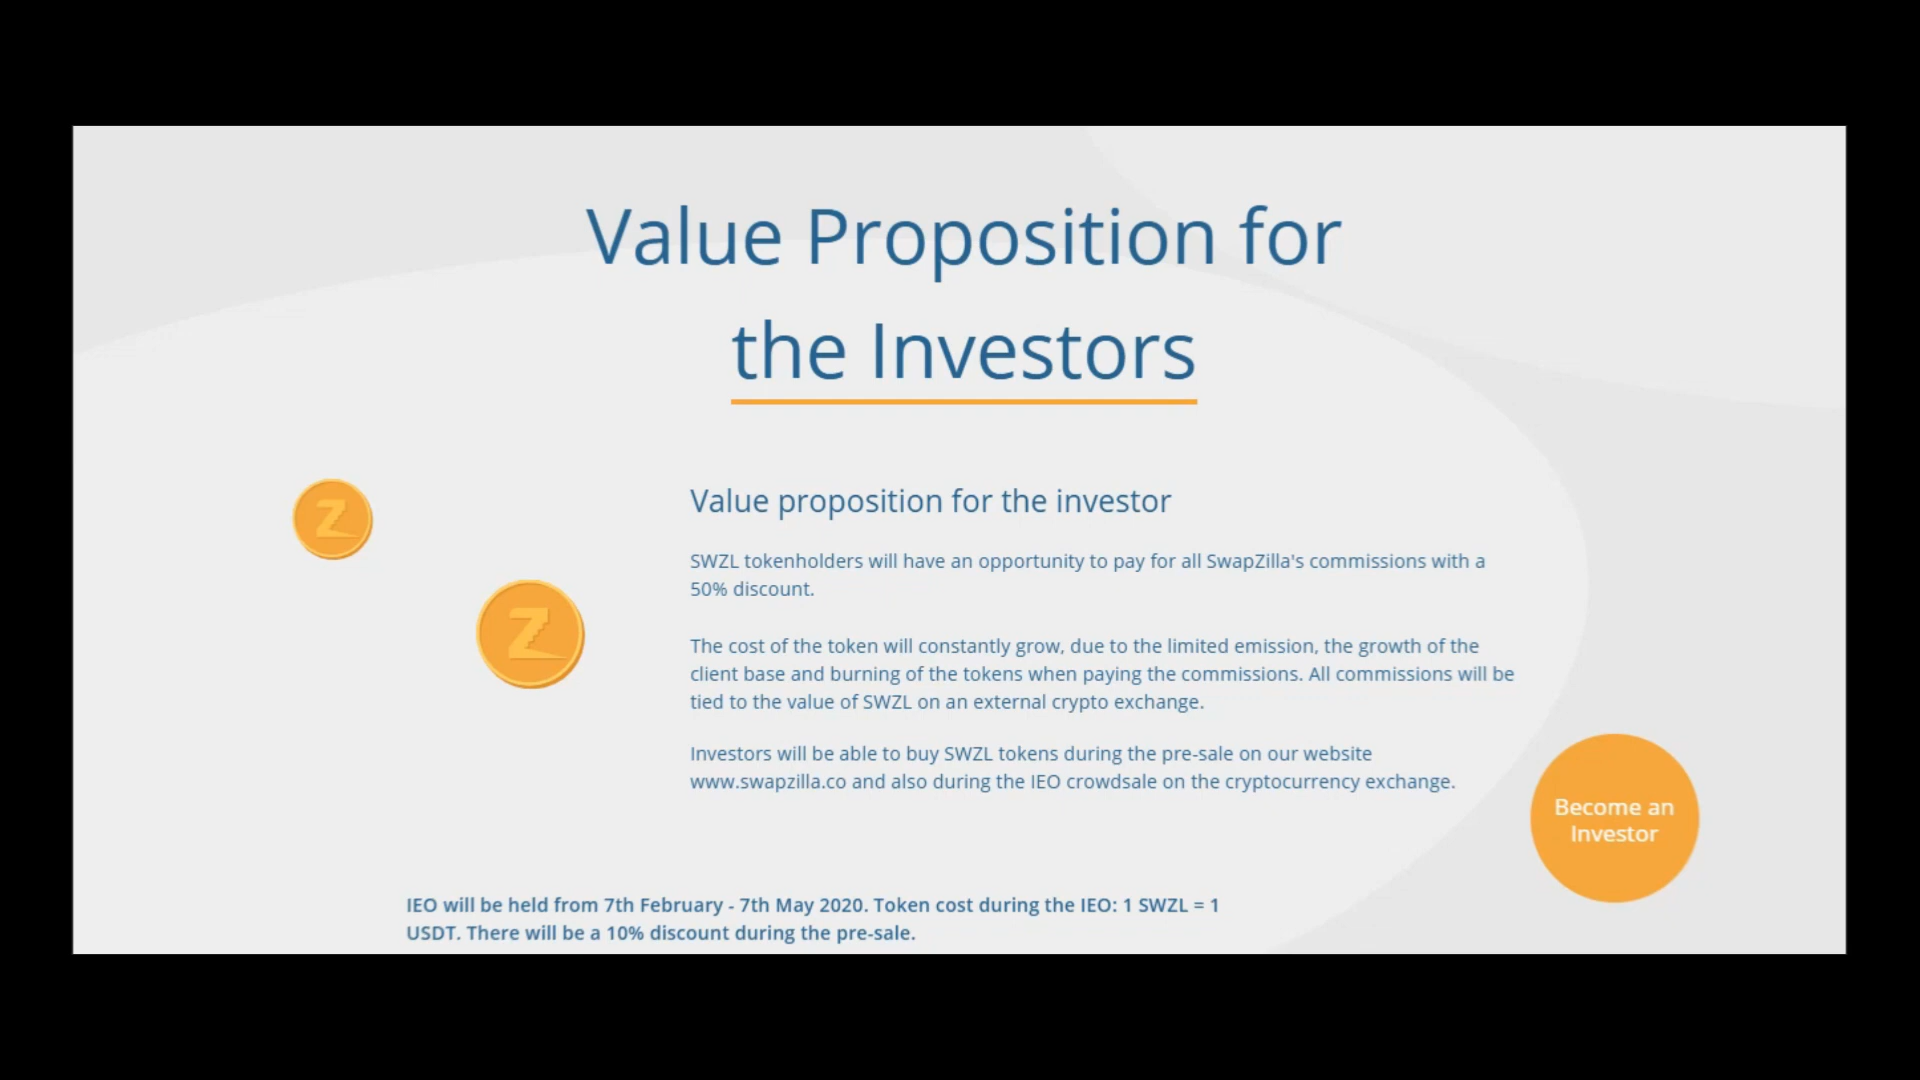 Value Proposition for
the Investors
Z
Z
Value proposition for the investor
SWZL tokenholders will have an opportunity to pay for all SwapZilla's commissions with a
50% discount.
The cost of the token will constantly grow, due to the limited emission, the growth of the
client base and burning of the tokens when paying the commissions. All commissions will be
tied to the value of SWZL on an external crypto exchange.
Investors will be able to buy SWZL tokens during the pre-sale on our website
www.swapzilla.co and also during the IEO crowdsale on the cryptocurrency exchange.
Become an
Investor
IEO will be held from 7th February - 7th May 2020. Token cost during the IEO: 1 SWZL = 1
USDT. There will be a 10% discount during the pre-sale.